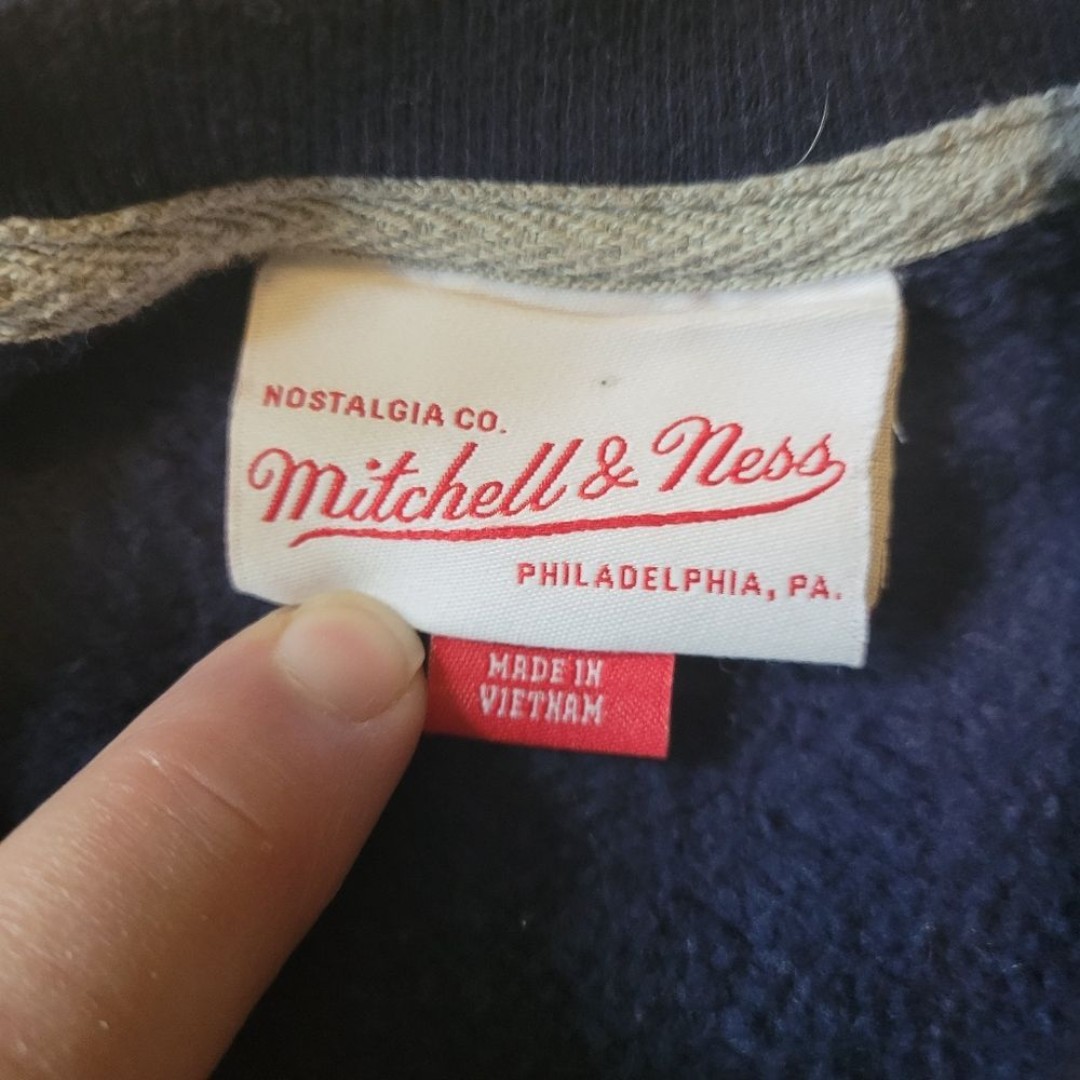 NOSTALGIA CO.
Mitchell & Ness
PHILADELPHIA, PA.
MADE IN
VIETNAM